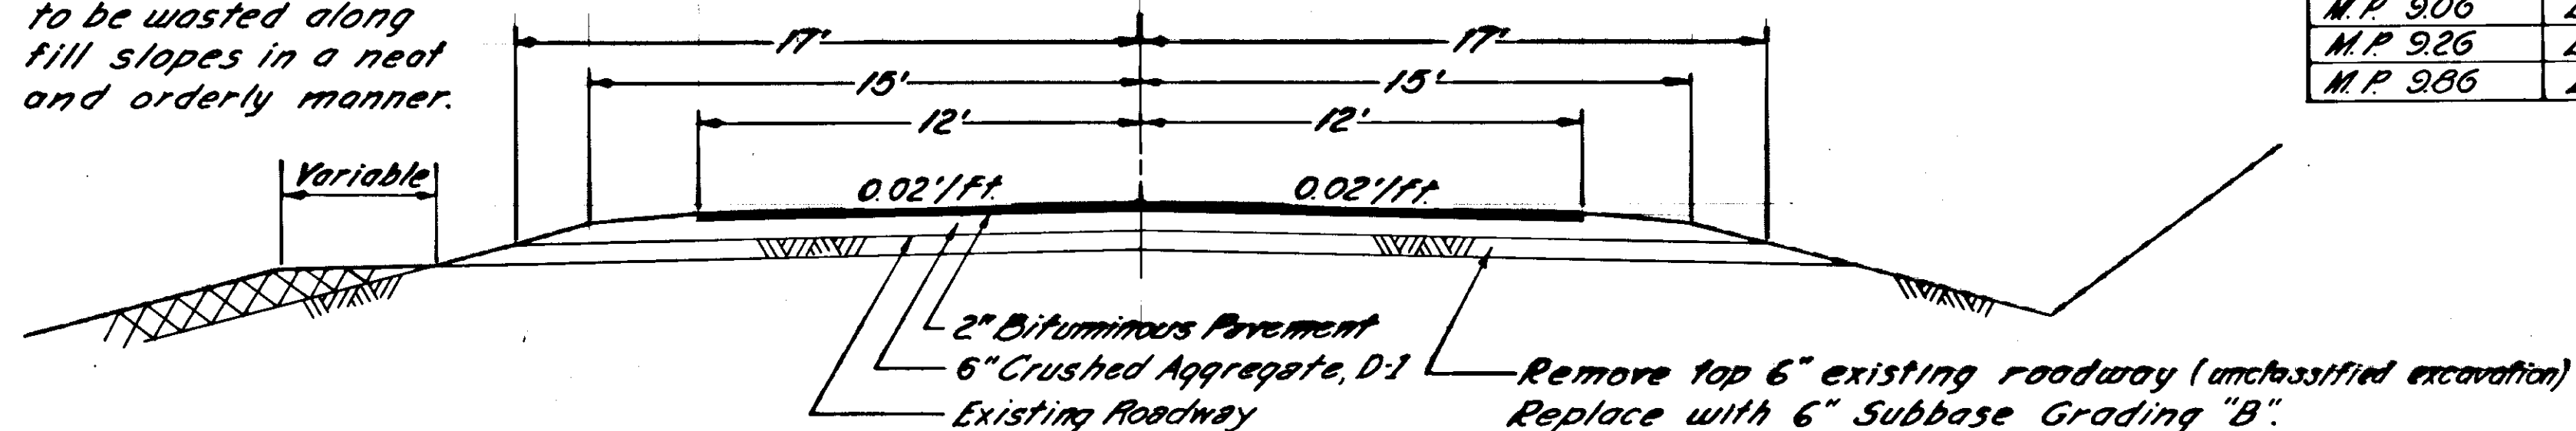 to be wasted along
fill slopes in a neat
and orderly manner.
17' 17'
15' 15'
12' 12'
Variable
0.02'/Ft. 0.02'/Ft.
2" Bituminous Pavement
6" Crushed Aggregate, D-1
Existing Roadway
Remove top 6" existing roadway (unclassified excavation)
Replace with 6" Subbase Grading "B".
M.P. 9.06
M.P. 9.26
M.P. 9.86